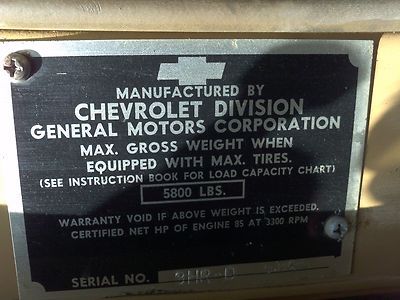 MANUFACTURED BY
CHEVROLET DIVISION
GENERAL MOTORS CORPORATION
MAX. GROSS WEIGHT WHEN
EQUIPPED WITH MAX. TIRES.
(SEE INSTRUCTION BOOK FOR LOAD CAPACITY CHART)
5800 LBS.
WARRANTY VOID IF ABOVE WEIGHT IS EXCEEDED.
CERTIFIED NET HP OF ENGINE 85 AT 3300 RPM
SERIAL NO.